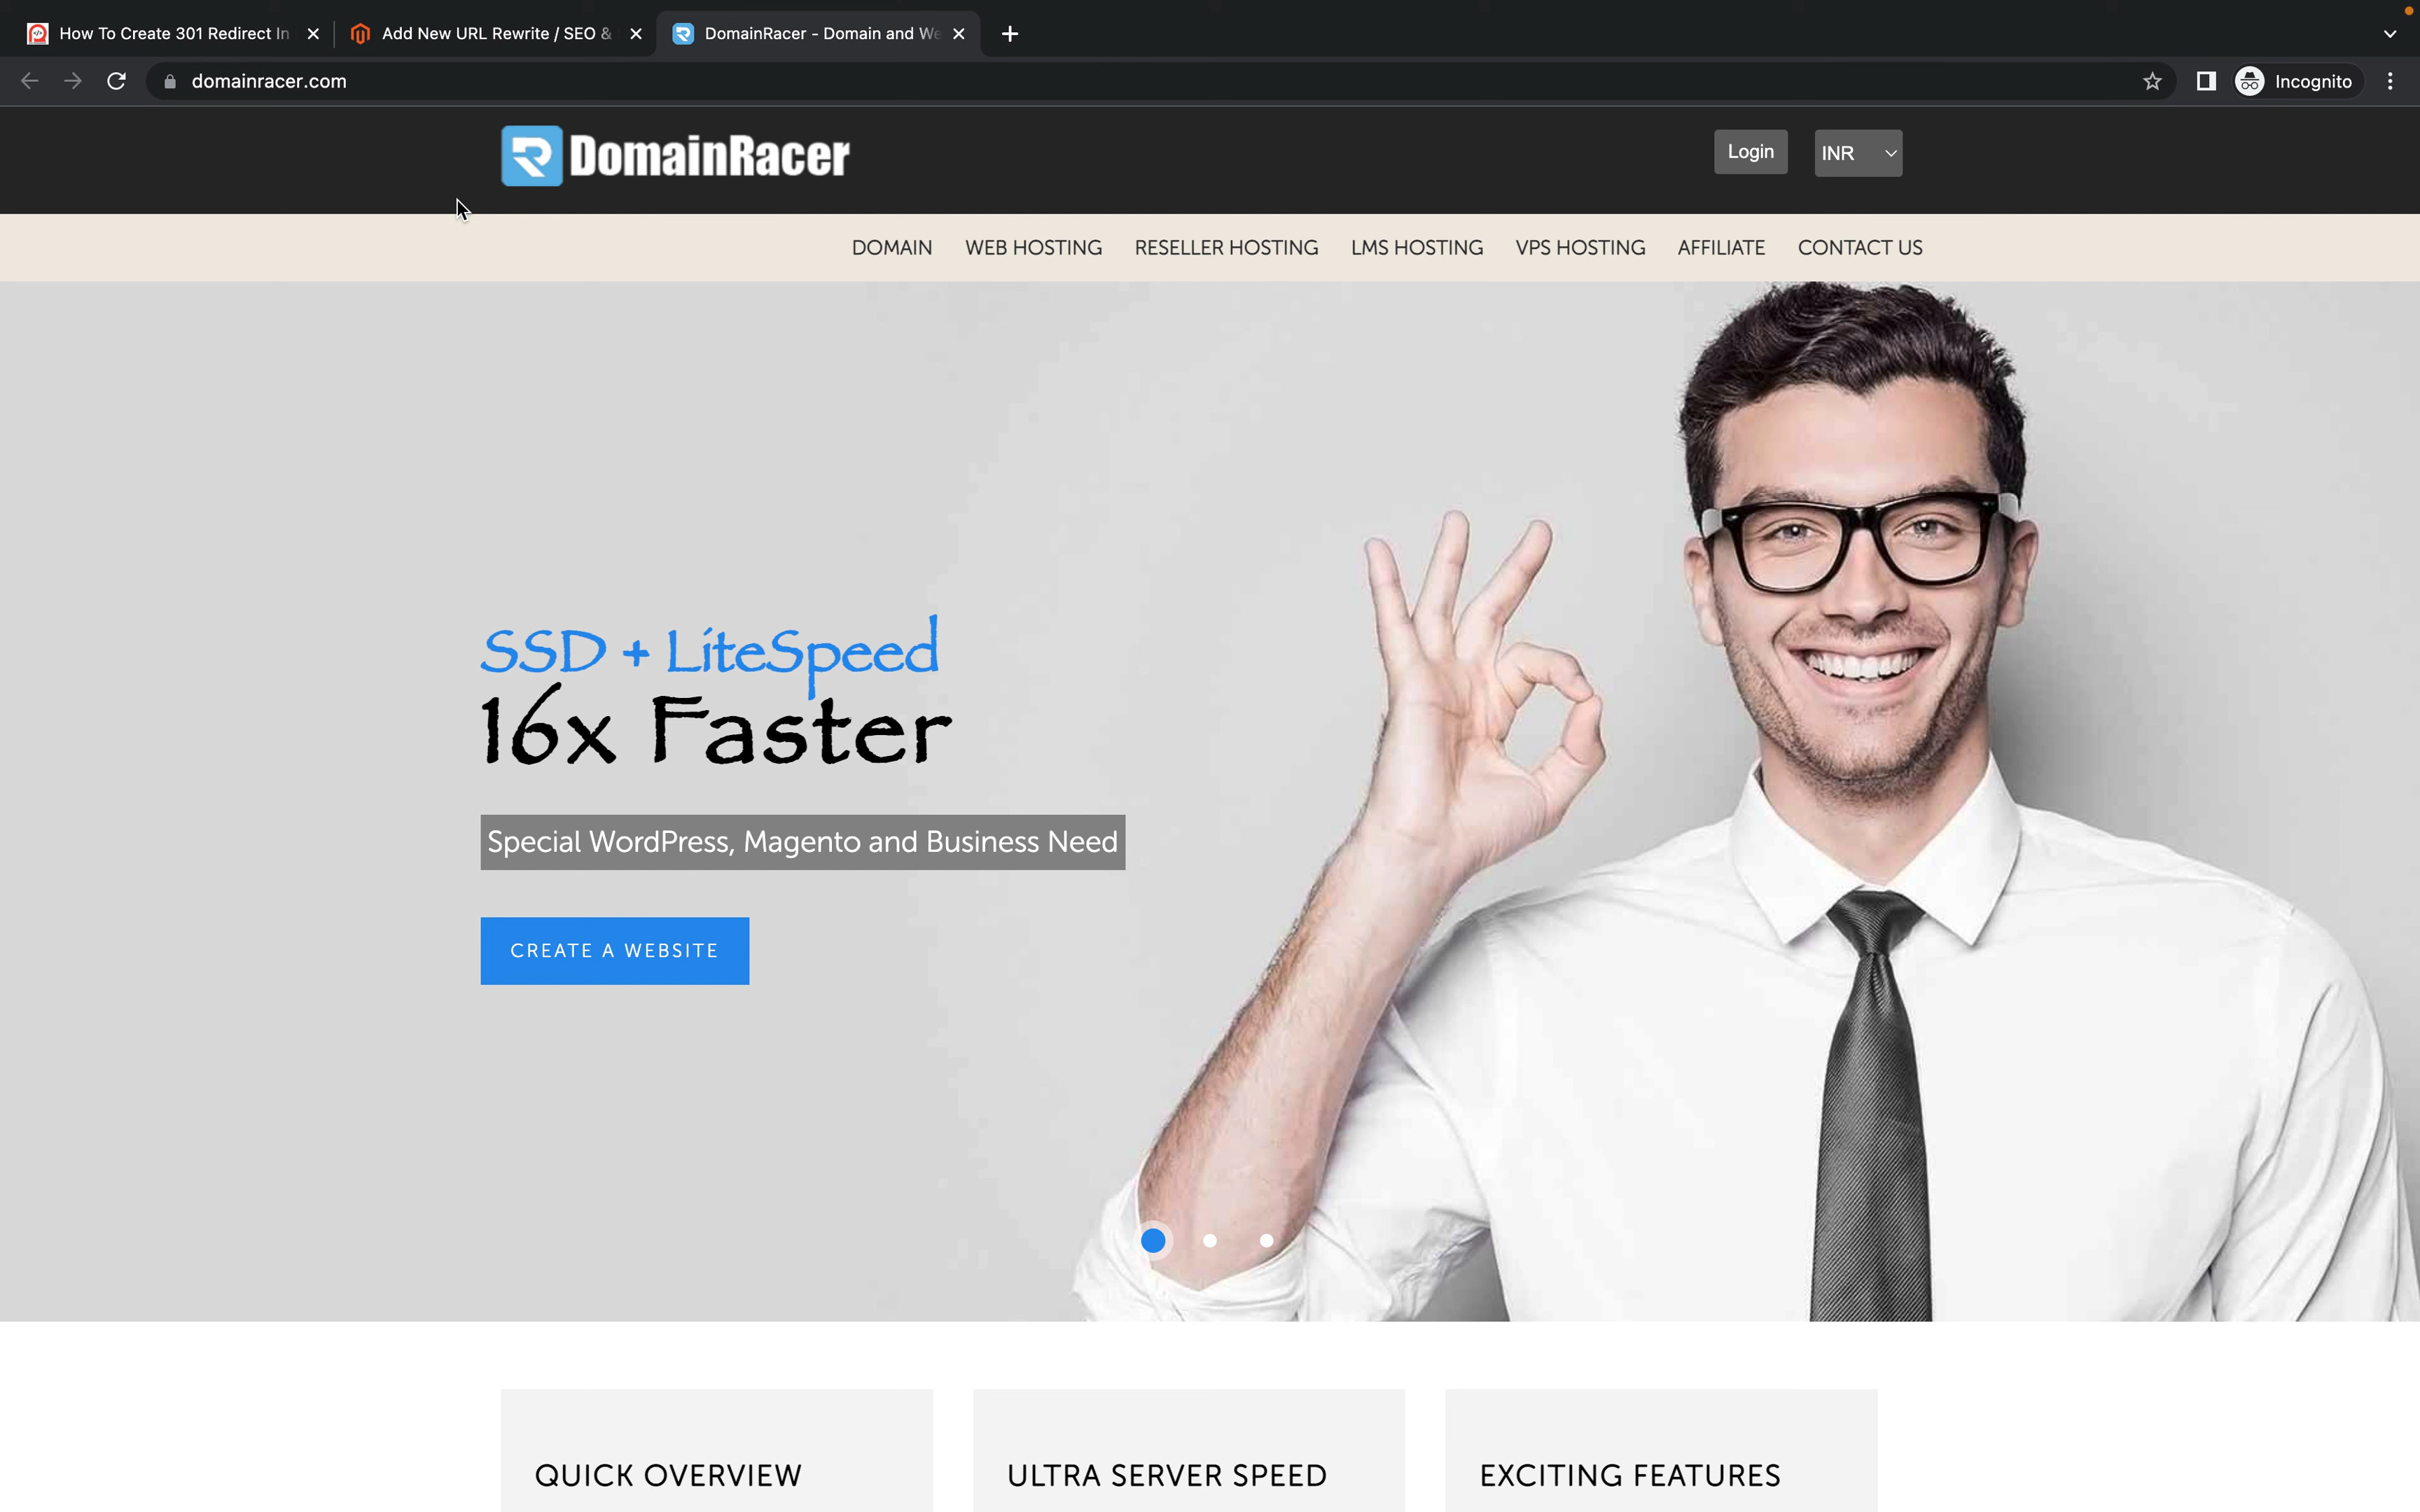 How To Create 301 Redirect In
Add New URL Rewrite / SEO &
DomainRacer - Domain and We
domainracer.com
Incognito
DomainRacer
Login
INR
DOMAIN WEB HOSTING RESELLER HOSTING LMS HOSTING VPS HOSTING AFFILIATE CONTACT US
SSD + LiteSpeed
16x Faster
Special WordPress, Magento and Business Need
CREATE A WEBSITE
QUICK OVERVIEW
ULTRA SERVER SPEED
EXCITING FEATURES